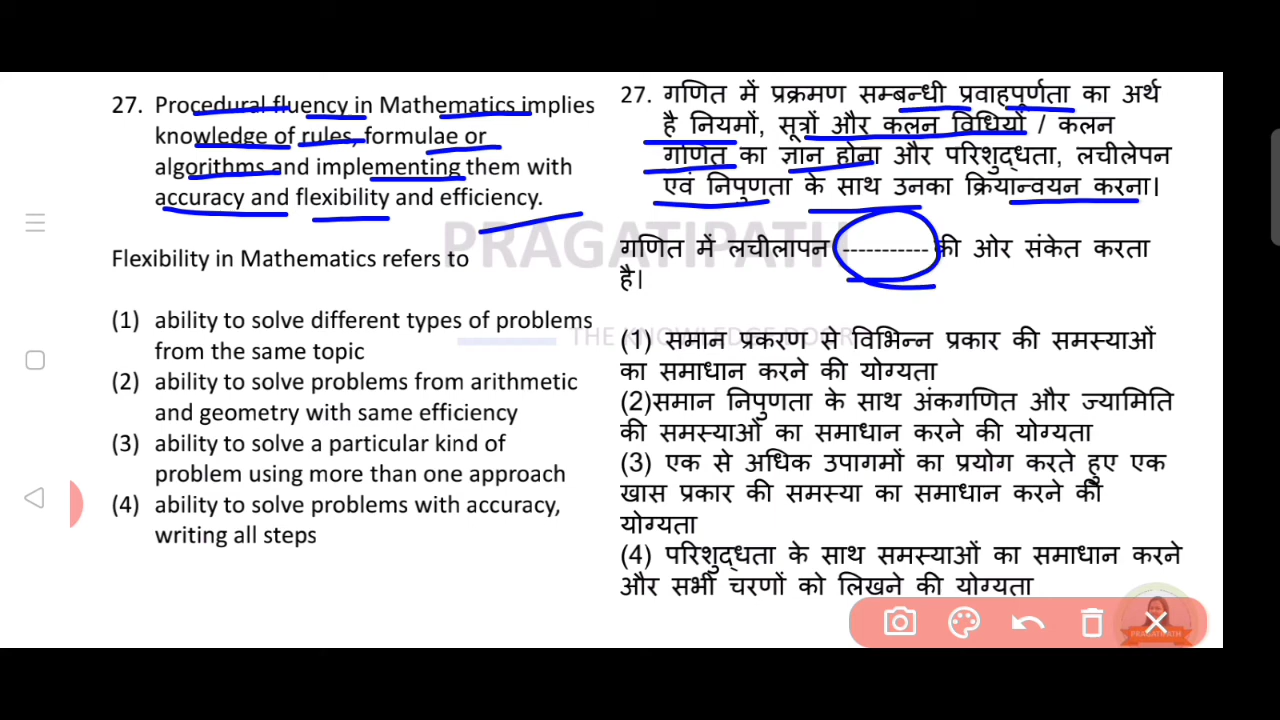 27. Procedural fluency in Mathematics implies
knowledge of rules, formulae or
algorithms and implementing them with
accuracy and flexibility and efficiency.
Flexibility in Mathematics refers to
(1) ability to solve different types of problems
from the same topic
(2) ability to solve problems from arithmetic
and geometry with same efficiency
(3) ability to solve a particular kind of
problem using more than one approach
(4) ability to solve problems with accuracy,
writing all steps
27. गणित में प्रक्रमण सम्बन्धी प्रवाहपूर्णता का अर्थ
है नियमों, सूत्रों और कलन विधियों / कलन
गणित का ज्ञान होना और परिशुद्धता, लचीलेपन
एवं निपुणता के साथ उनका क्रियान्वयन करना।
गणित में लचीलापन ----------- की ओर संकेत करता
है।
(1) समान प्रकरण से विभिन्न प्रकार की समस्याओं
का समाधान करने की योग्यता
(2)समान निपुणता के साथ अंकगणित और ज्यामिति
की समस्याओं का समाधान करने की योग्यता
(3) एक से अधिक उपागमों का प्रयोग करते हुए एक
खास प्रकार की समस्या का समाधान करने की
योग्यता
(4) परिशुद्धता के साथ समस्याओं का समाधान करने
और सभी चरणों को लिखने की योग्यता
PRAGATIPATH
THE KNOWLEDGE DOOR
PRAGATIPATH